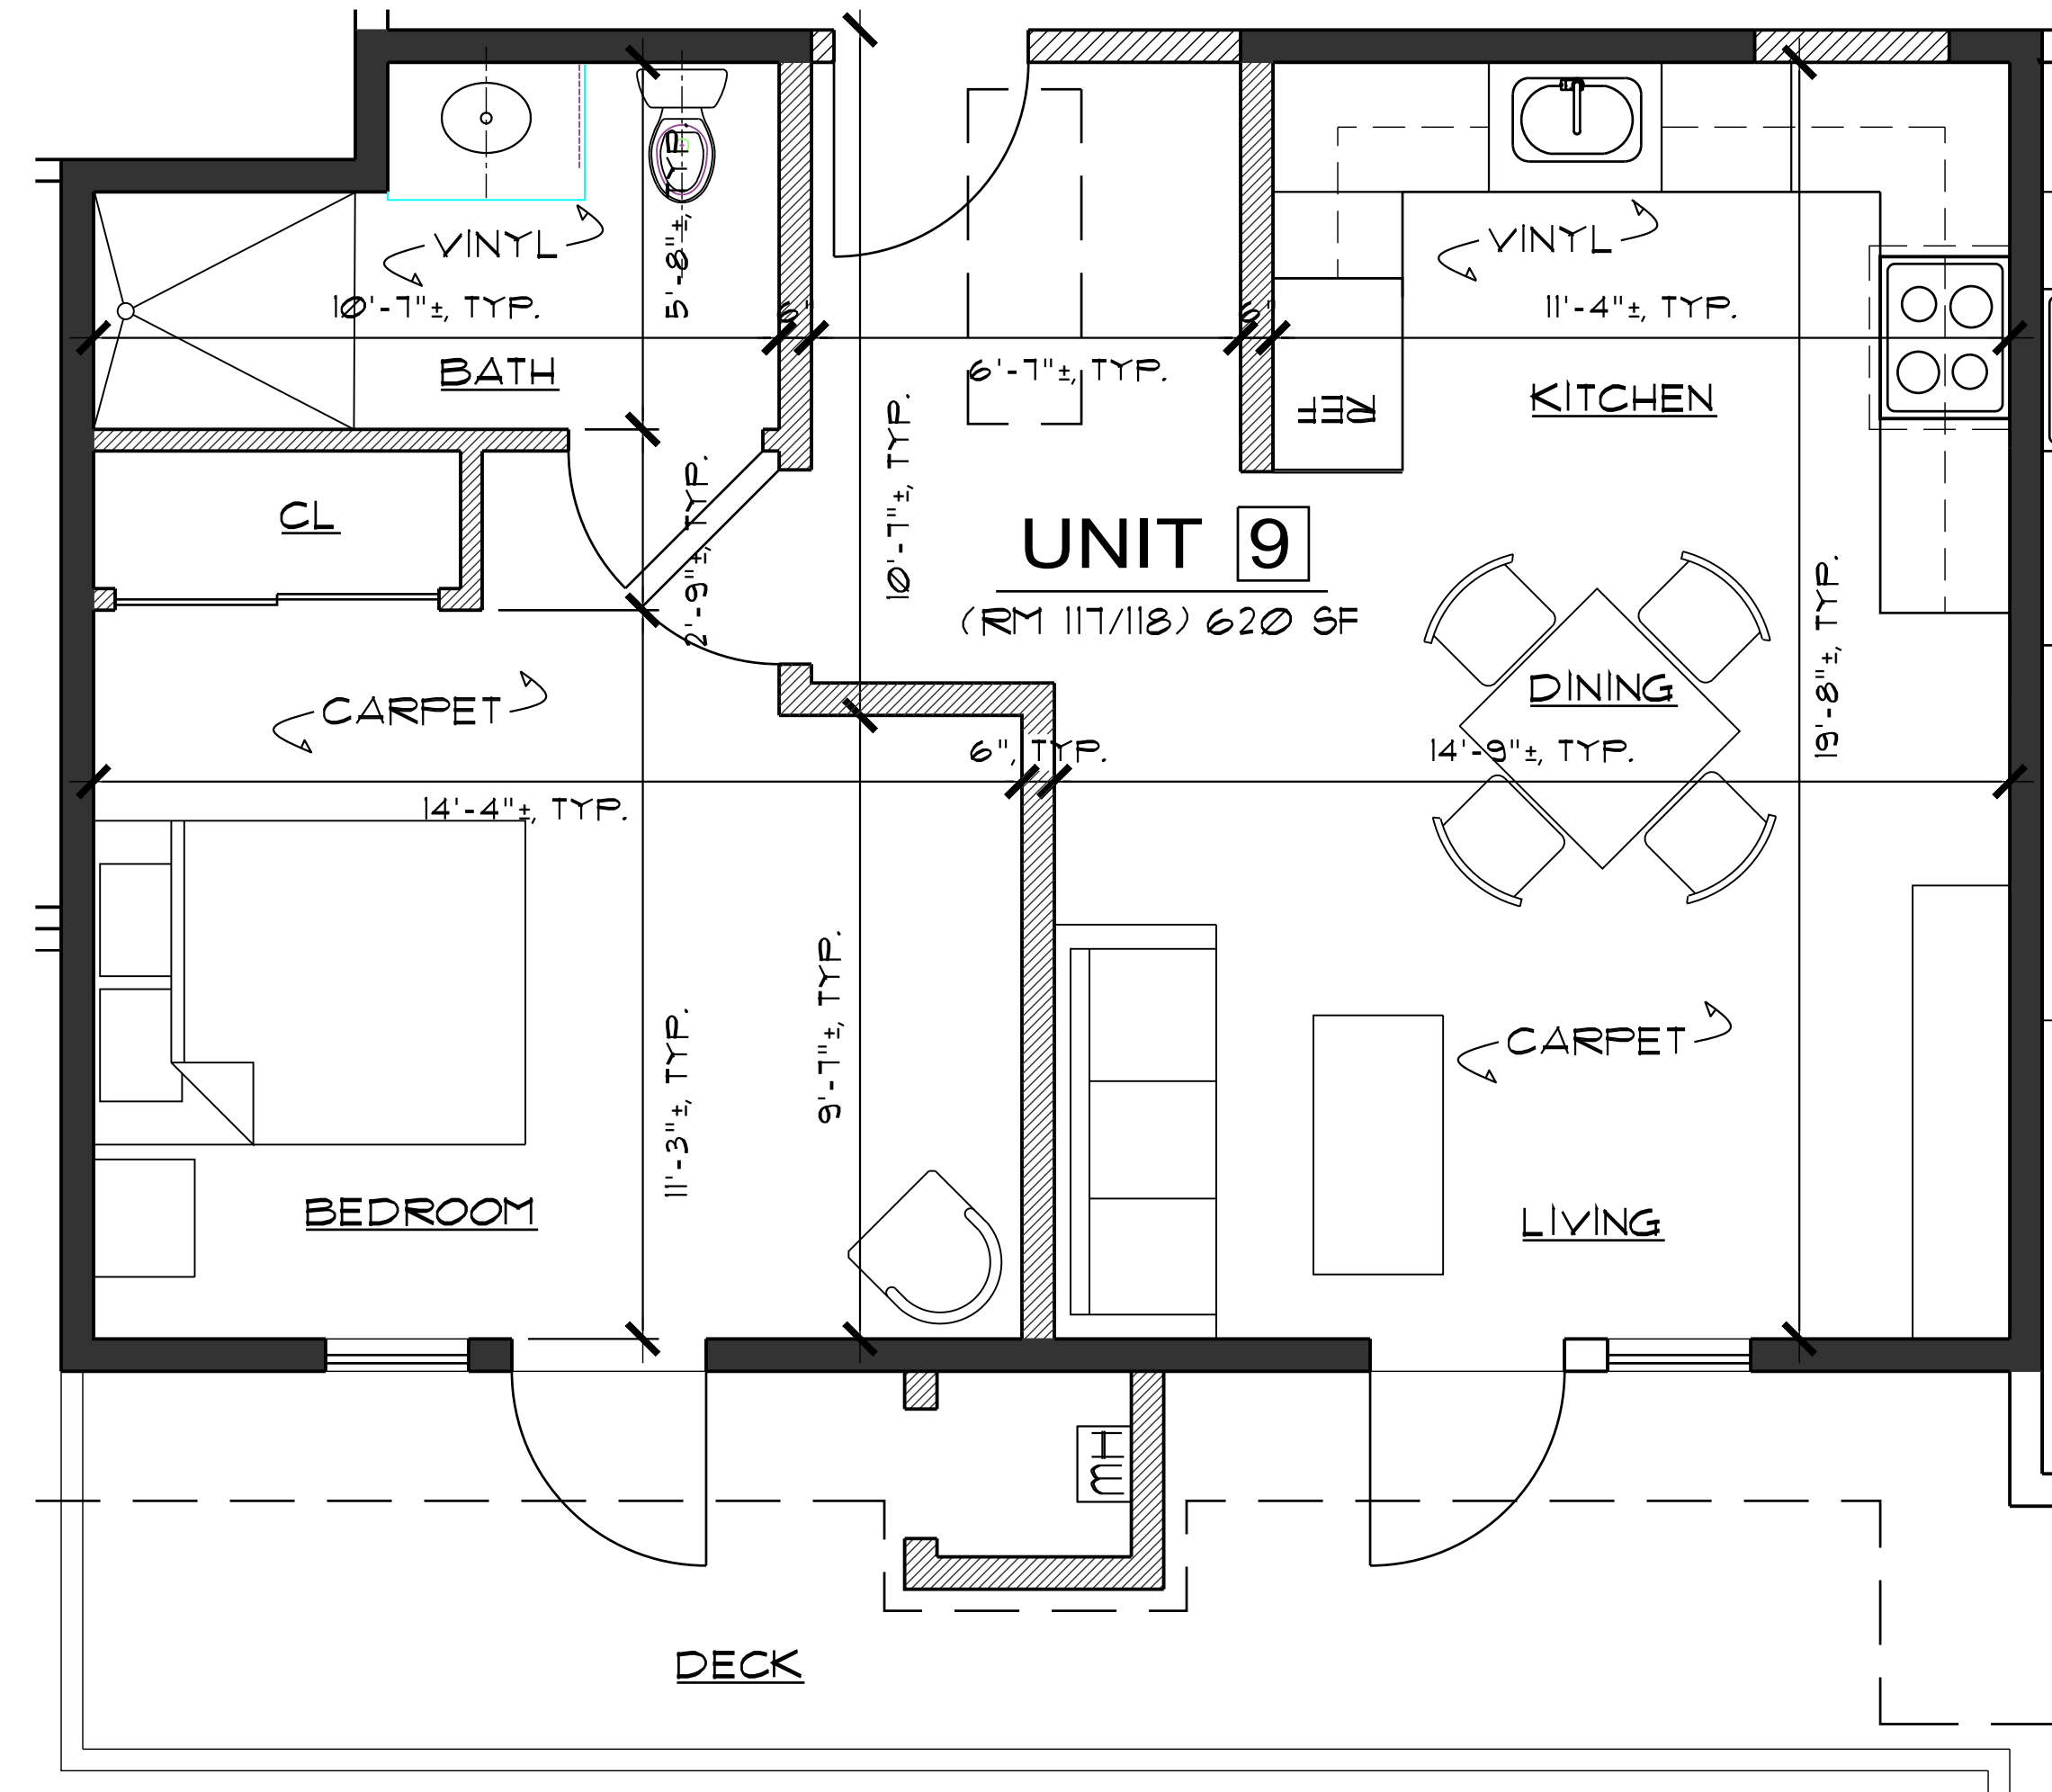 VINYL
5'-8"±, TYP.
VINYL
10'-7"±, TYP.
6"
6"
11'-4"±, TYP.
BATH
6'-7"±, TYP.
KITCHEN
REF
10'-7"±, TYP.
CL
2'-9"±, TYP.
UNIT 9
(RM 117/118) 620 SF
19'-8"±, TYP.
CARPET
DINING
6", TYP.
14'-9"±, TYP.
14'-4"±, TYP.
9'-7"±, TYP.
11'-3"±, TYP.
CARPET
BEDROOM
LIVING
HW
DECK